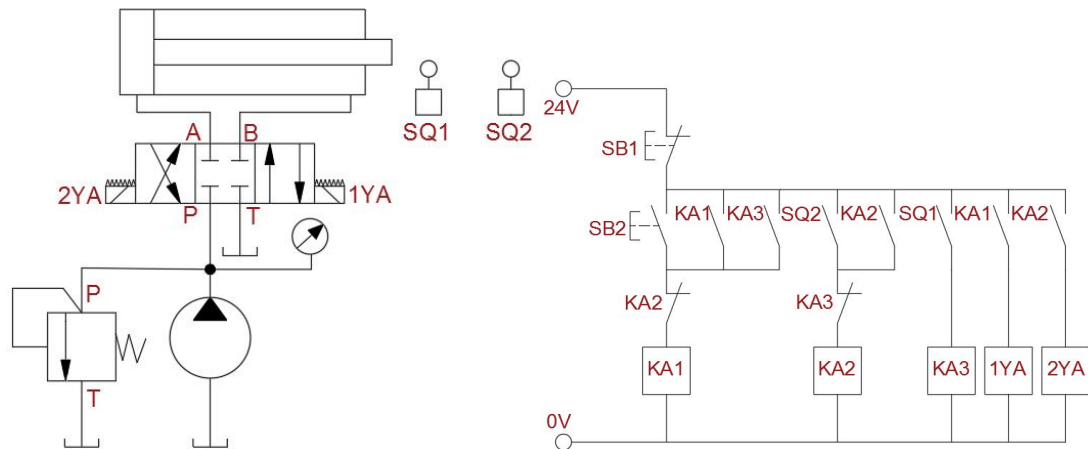 SQ1
SQ2
A
B
2YA
1YA
P
T
P
T
24V
SB1
SB2
KA1
KA3
SQ2
KA2
SQ1
KA1
KA2
KA2
KA3
KA1
KA2
KA3
1YA
2YA
0V